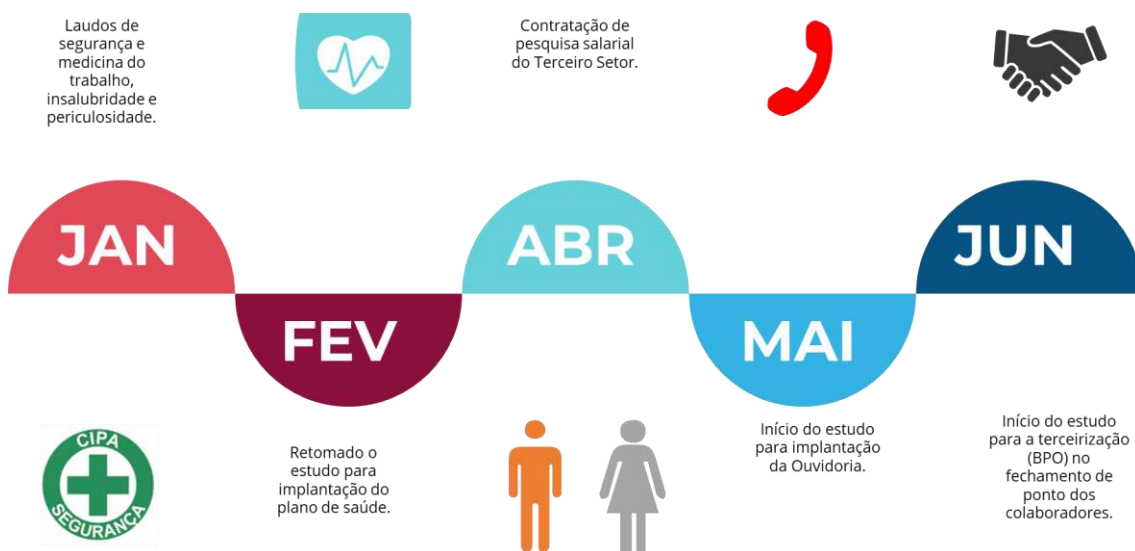 Laudos de
segurança e
medicina do
trabalho,
insalubridade e
periculosidade.
Contratação de
pesquisa salarial
do Terceiro Setor.
JAN
ABR
JUN
FEV
MAI
CIPA
SEGURANÇA
Retomado o
estudo para
implantação do
plano de saúde.
Início do estudo
para implantação
da Ouvidoria.
Início do estudo
para a terceirização
(BPO) no
fechamento de
ponto dos
colaboradores.